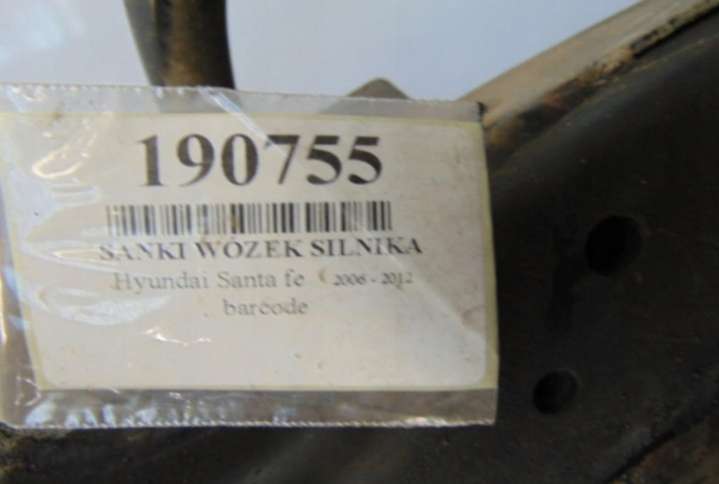 190755
SANKI WÓZEK SILNIKA
Hyundai Santa fe ( 2006 - 2012
barcode